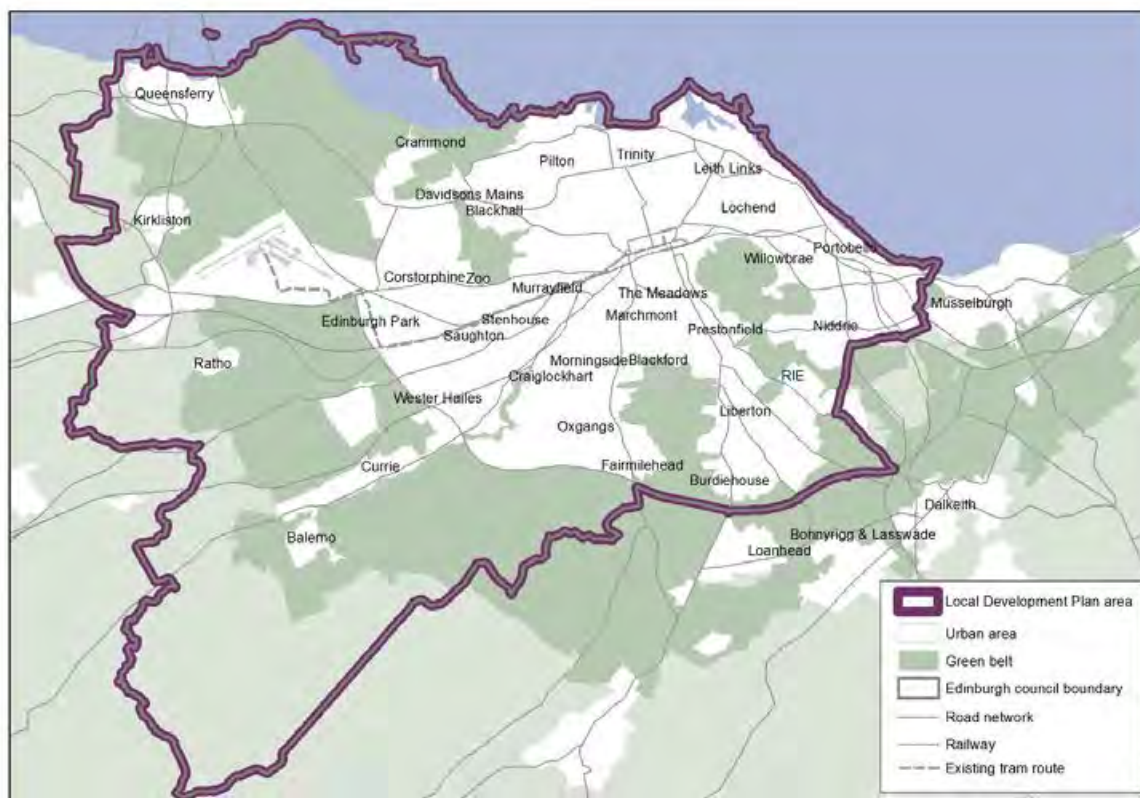 Queensferry
Crammond
Pilton
Trinity
Leith Links
Davidsons Mains
Blackhall
Lochend
Kirkliston
Portobello
Willowbrae
Corstorphine
Zoo
Murrayfield
The Meadows
Musselburgh
Edinburgh Park
Stenhouse
Marchmont
Saughton
Prestonfield
Niddrie
Ratho
Morningside
Blackford
Craiglockhart
RIE
Wester Hailes
Liberton
Oxgangs
Currie
Fairmilehead
Burdiehouse
Dalkeith
Balerno
Bonnyrigg & Lasswade
Loanhead
Local Development Plan area
Urban area
Green belt
Edinburgh council boundary
Road network
Railway
Existing tram route